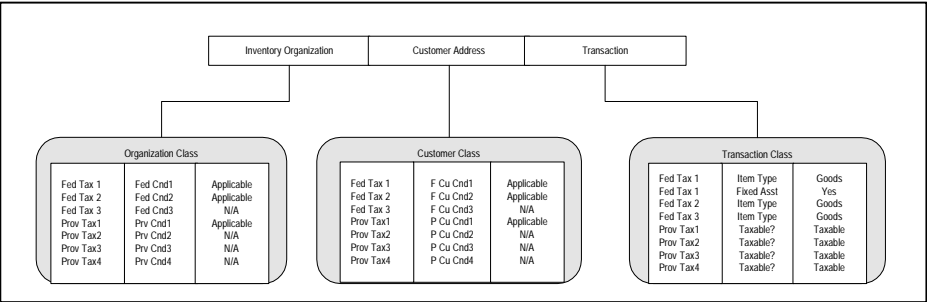 Inventory Organization Customer Address Transaction
Organization Class
Fed Tax 1 Fed Cnd1 Applicable
Fed Tax 2 Fed Cnd2 Applicable
Fed Tax 3 Fed Cnd3 N/A
Prov Tax1 Prv Cnd1 Applicable
Prov Tax2 Prv Cnd2 N/A
Prov Tax3 Prv Cnd3 N/A
Prov Tax4 Prv Cnd4 N/A
Customer Class
Fed Tax 1 F Cu Cnd1 Applicable
Fed Tax 2 F Cu Cnd2 Applicable
Fed Tax 3 F Cu Cnd3 N/A
Prov Tax1 P Cu Cnd1 Applicable
Prov Tax2 P Cu Cnd2 N/A
Prov Tax3 P Cu Cnd3 N/A
Prov Tax4 P Cu Cnd4 N/A
Transaction Class
Fed Tax 1 Item Type Goods
Fed Tax 1 Fixed Asst Yes
Fed Tax 2 Item Type Goods
Fed Tax 3 Item Type Goods
Prov Tax1 Taxable? Taxable
Prov Tax2 Taxable? Taxable
Prov Tax3 Taxable? Taxable
Prov Tax4 Taxable? Taxable